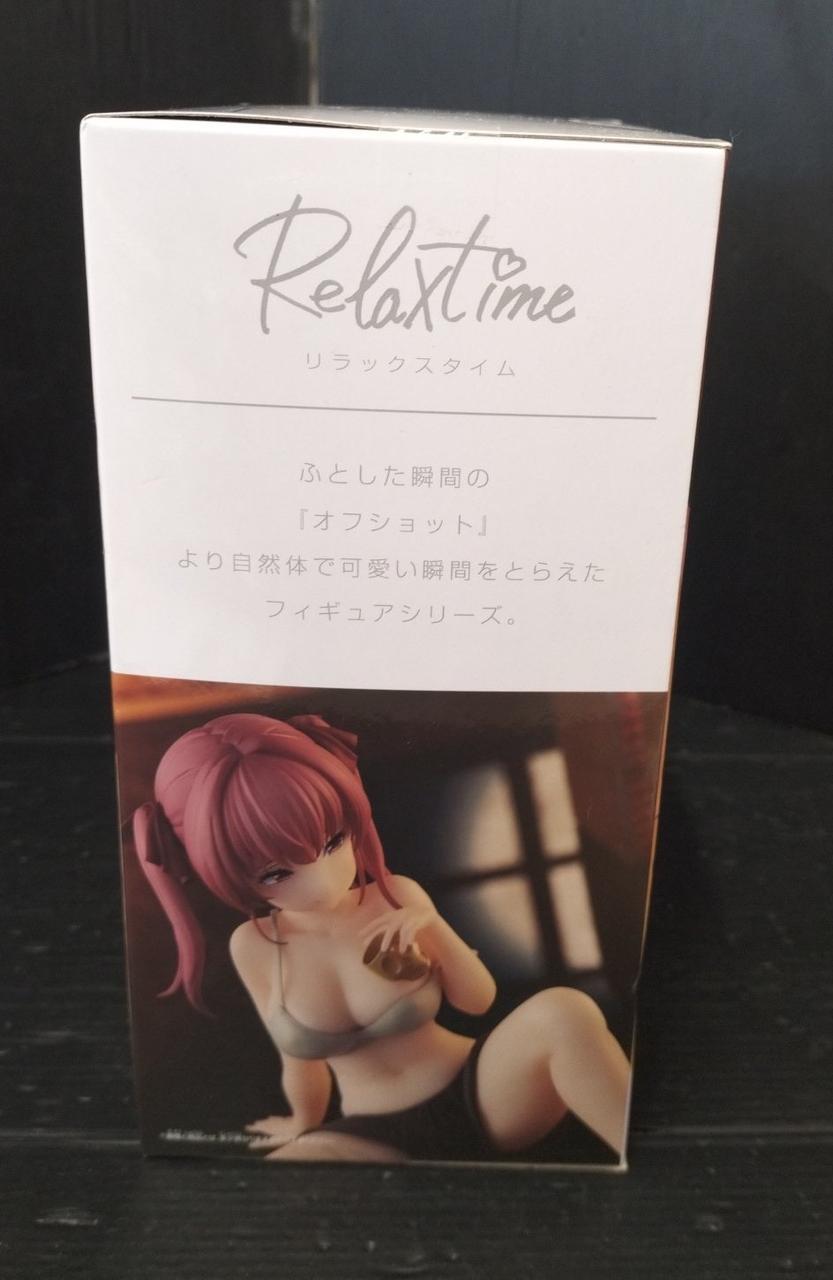 Relaxtime
リラックスタイム
ふとした瞬間の
『オフショット』
より自然体で可愛い瞬間をとらえた
フィギュアシリーズ。